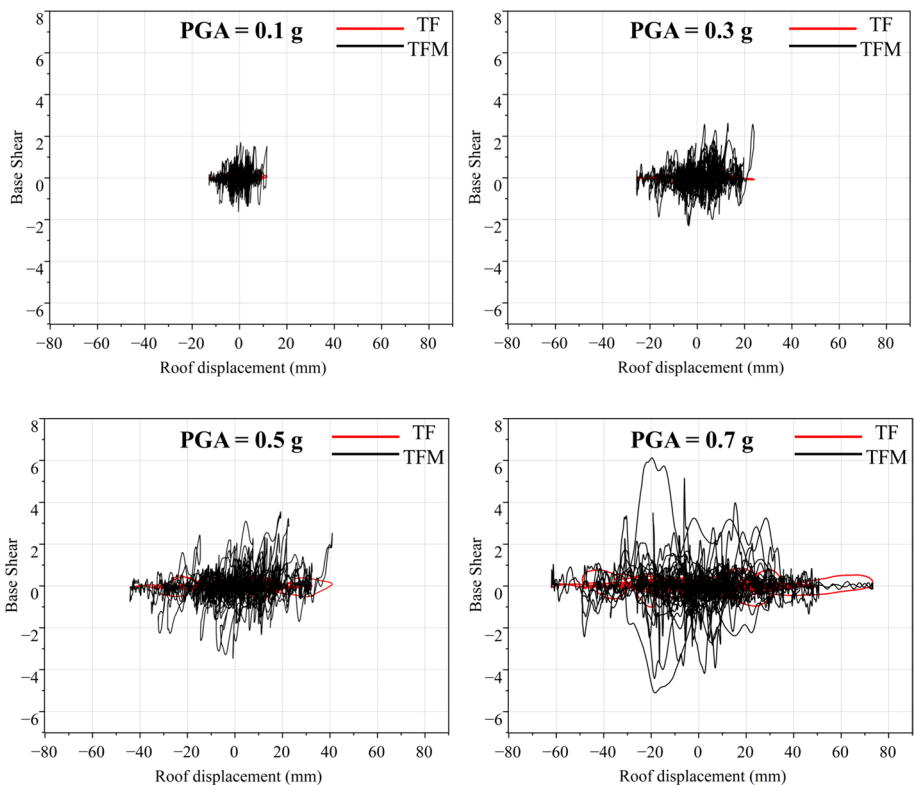 8
6
4
2
0
−2
−4
−6
Base Shear
PGA = 0.1 g
TF
TFM
−80 −60 −40 −20 0 20 40 60 80
Roof displacement (mm)
8
6
4
2
0
−2
−4
−6
Base Shear
PGA = 0.3 g
TF
TFM
−80 −60 −40 −20 0 20 40 60 80
Roof displacement (mm)
8
6
4
2
0
−2
−4
−6
Base Shear
PGA = 0.5 g
TF
TFM
−80 −60 −40 −20 0 20 40 60 80
Roof displacement (mm)
8
6
4
2
0
−2
−4
−6
Base Shear
PGA = 0.7 g
TF
TFM
−80 −60 −40 −20 0 20 40 60 80
Roof displacement (mm)